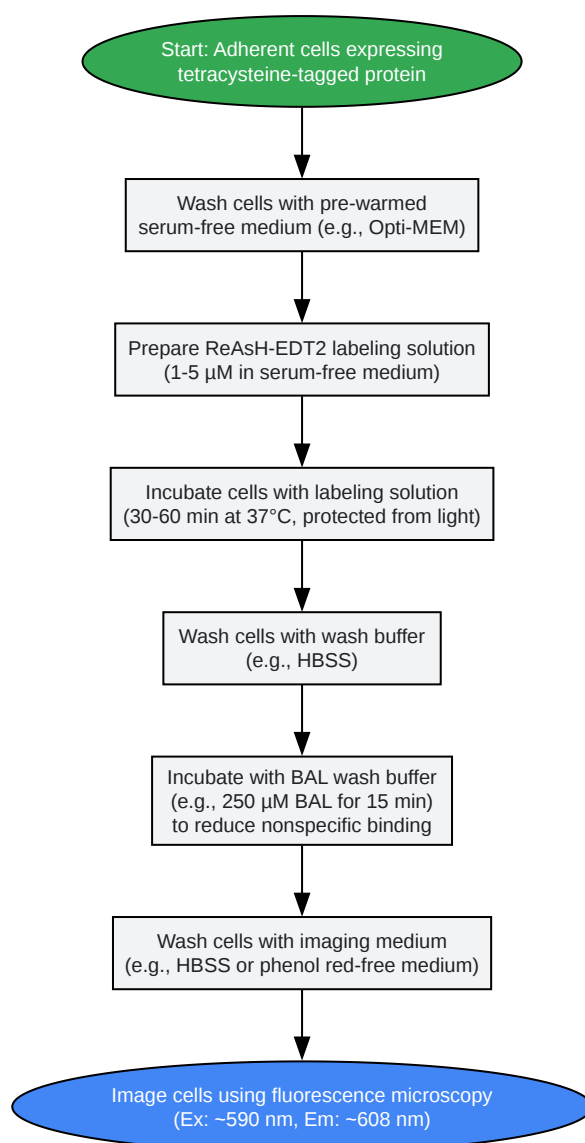 Start: Adherent cells expressing
tetracysteine-tagged protein
Wash cells with pre-warmed
serum-free medium (e.g., Opti-MEM)
Prepare ReAsH-EDT2 labeling solution
(1-5 µM in serum-free medium)
Incubate cells with labeling solution
(30-60 min at 37°C, protected from light)
Wash cells with wash buffer
(e.g., HBSS)
Incubate with BAL wash buffer
(e.g., 250 µM BAL for 15 min)
to reduce nonspecific binding
Wash cells with imaging medium
(e.g., HBSS or phenol red-free medium)
Image cells using fluorescence microscopy
(Ex: ~590 nm, Em: ~608 nm)